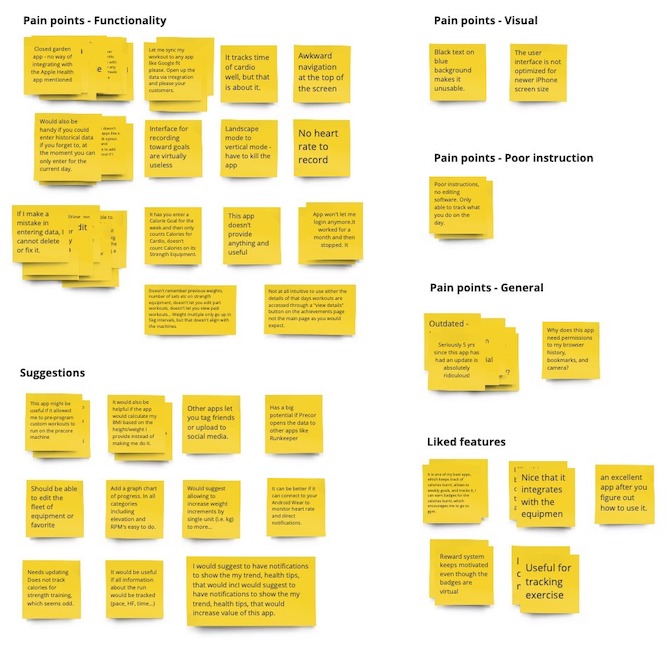 Pain points - Functionality
Closed garden
app - no way of
integrating with
the Apple Health
app mentioned
e
Let me sync my
workout to any app
like Google fit
please. Open up the
data via integration
and please your
customers.
It tracks time of
cardio
well, but that
is about it.
Awkward
navigation
at the top of
the screen
Would also be
handy if you could
enter historical data
if you forget to, at
the moment you can
only enter for the
current day.
Interface for
recording
toward goals
are virtually
useless
Landscape
mode to
vertical mode -
have to kill the
app
No heart
rate to
record
If I make a
mistake in
entering data, I
cannot delete
or fix it.
It has you enter a
Calorie Goal for the
week,and then only
counts Calories for
Cardio, doesn't
count Calories on its
Strength Equipment.
This app
doesn't
provide
anything and
useful
App won't let me
login anymore.It
worked for a
month and then
stopped. It
Doesn't remember previous weights,
number of sets etc on strength
equipment, doesn't let you edit past
workouts, doesn't let you view past
workouts... Weight multiples only go up in
5kg intervals, but that doesn't align with
the machines.
Not at all intuitive to use either the
details of that days workouts are
accessed through a "view details"
button on the achievements page
not the main page as you would
expect.
Suggestions
This app might be
useful if it allowed
me to pre-program
custom workouts to
run on the precore
machine
It would also be
helpful if the app
would calculate my
BMI based on the
height/weight I
provide instead of
making me do it.
Other apps let
you tag friends
or upload to
social media.
Has a big
potential if Precor
opens the data to
other apps like
Runkeeper
Should be able
to edit the
fleet of
equipment or
favorite
Add a graph chart
of progress. In all
categories
including
elevation and
RPM's easy to do.
Would suggest
allowing to
increase weight
increments by
single unit (i.e. kg)
to more...
It can be better if it
can connect to your
Android Wear to
monitor heart rate
and direct
notifications.
Needs updating
Does not track
calories for
strength training,
which seems odd.
It would be useful
if all information
about the run
would be tracked
(pace, HF, time...)
I would suggest to have notifications
to show the my trend, health tips,
that would incl would suggest to
have notifications to show the my
trend, health tips, that would
increase value of this app.
Pain points - Visual
Black text on
blue
background
makes it
unusable.
The user
interface is not
optimized for
newer iPhone
screen size
Pain points - Poor instruction
Poor instructions,
no editing
software. Only
able to track what
you do on the
day.
Pain points - General
Outdated -
Seriously 5 yrs
since this app has
had an update is
absolutely
ridiculous!
Why does this app
need permissions
to my browser
history,
bookmarks, and
camera?
Liked features
It is one of my best apps,
which keeps track of
calories burnt, allows to
weekly goals, and tracks it. I
can earn badges for the
calories burnt, which
encourages me to go to
gym.
Nice that it
integrates
with the
equipmen
an excellent
app after you
figure out
how to use it.
Reward system
keeps motivated
even though the
badges are
virtual
Useful for
tracking
exercise